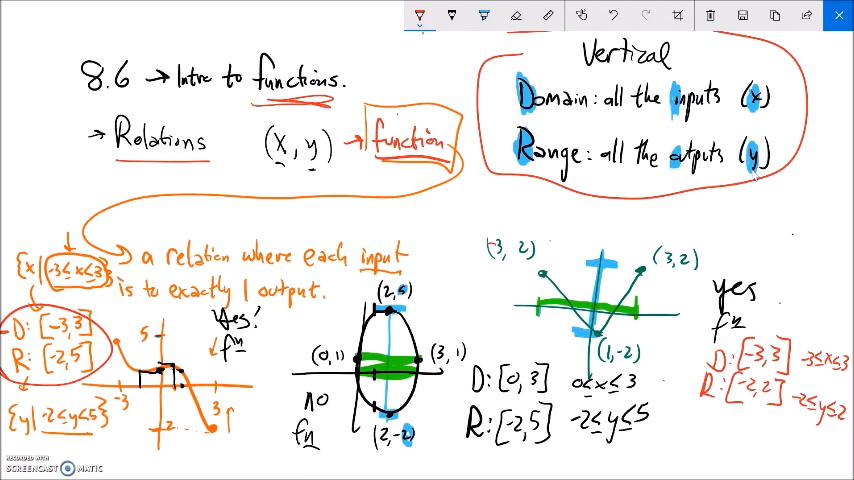 8.6 → Intro to functions.
→ Relations (x, y) → function
Vertizal
Domain: all the inputs (x)
Range: all the outputs (y)
a relation where each input
is to exactly 1 output.
{x | -3≤x≤3}
D: [-3,3]
R: [-2,5]
{y | -2≤y≤5}
5
-3
3
2
Yes!
fn
(2,5)
(0,1)
(3,1)
(2,-2)
no
fn
D: [0,3] 0≤x≤3
R: [-2,5] -2≤y≤5
(-3, 2)
(3,2)
(1,-2)
yes
fn
D: [-3,3] -3≤x≤3
R: [-2,2] -2≤y≤2
RECORDED WITH
SCREENCAST MATIC